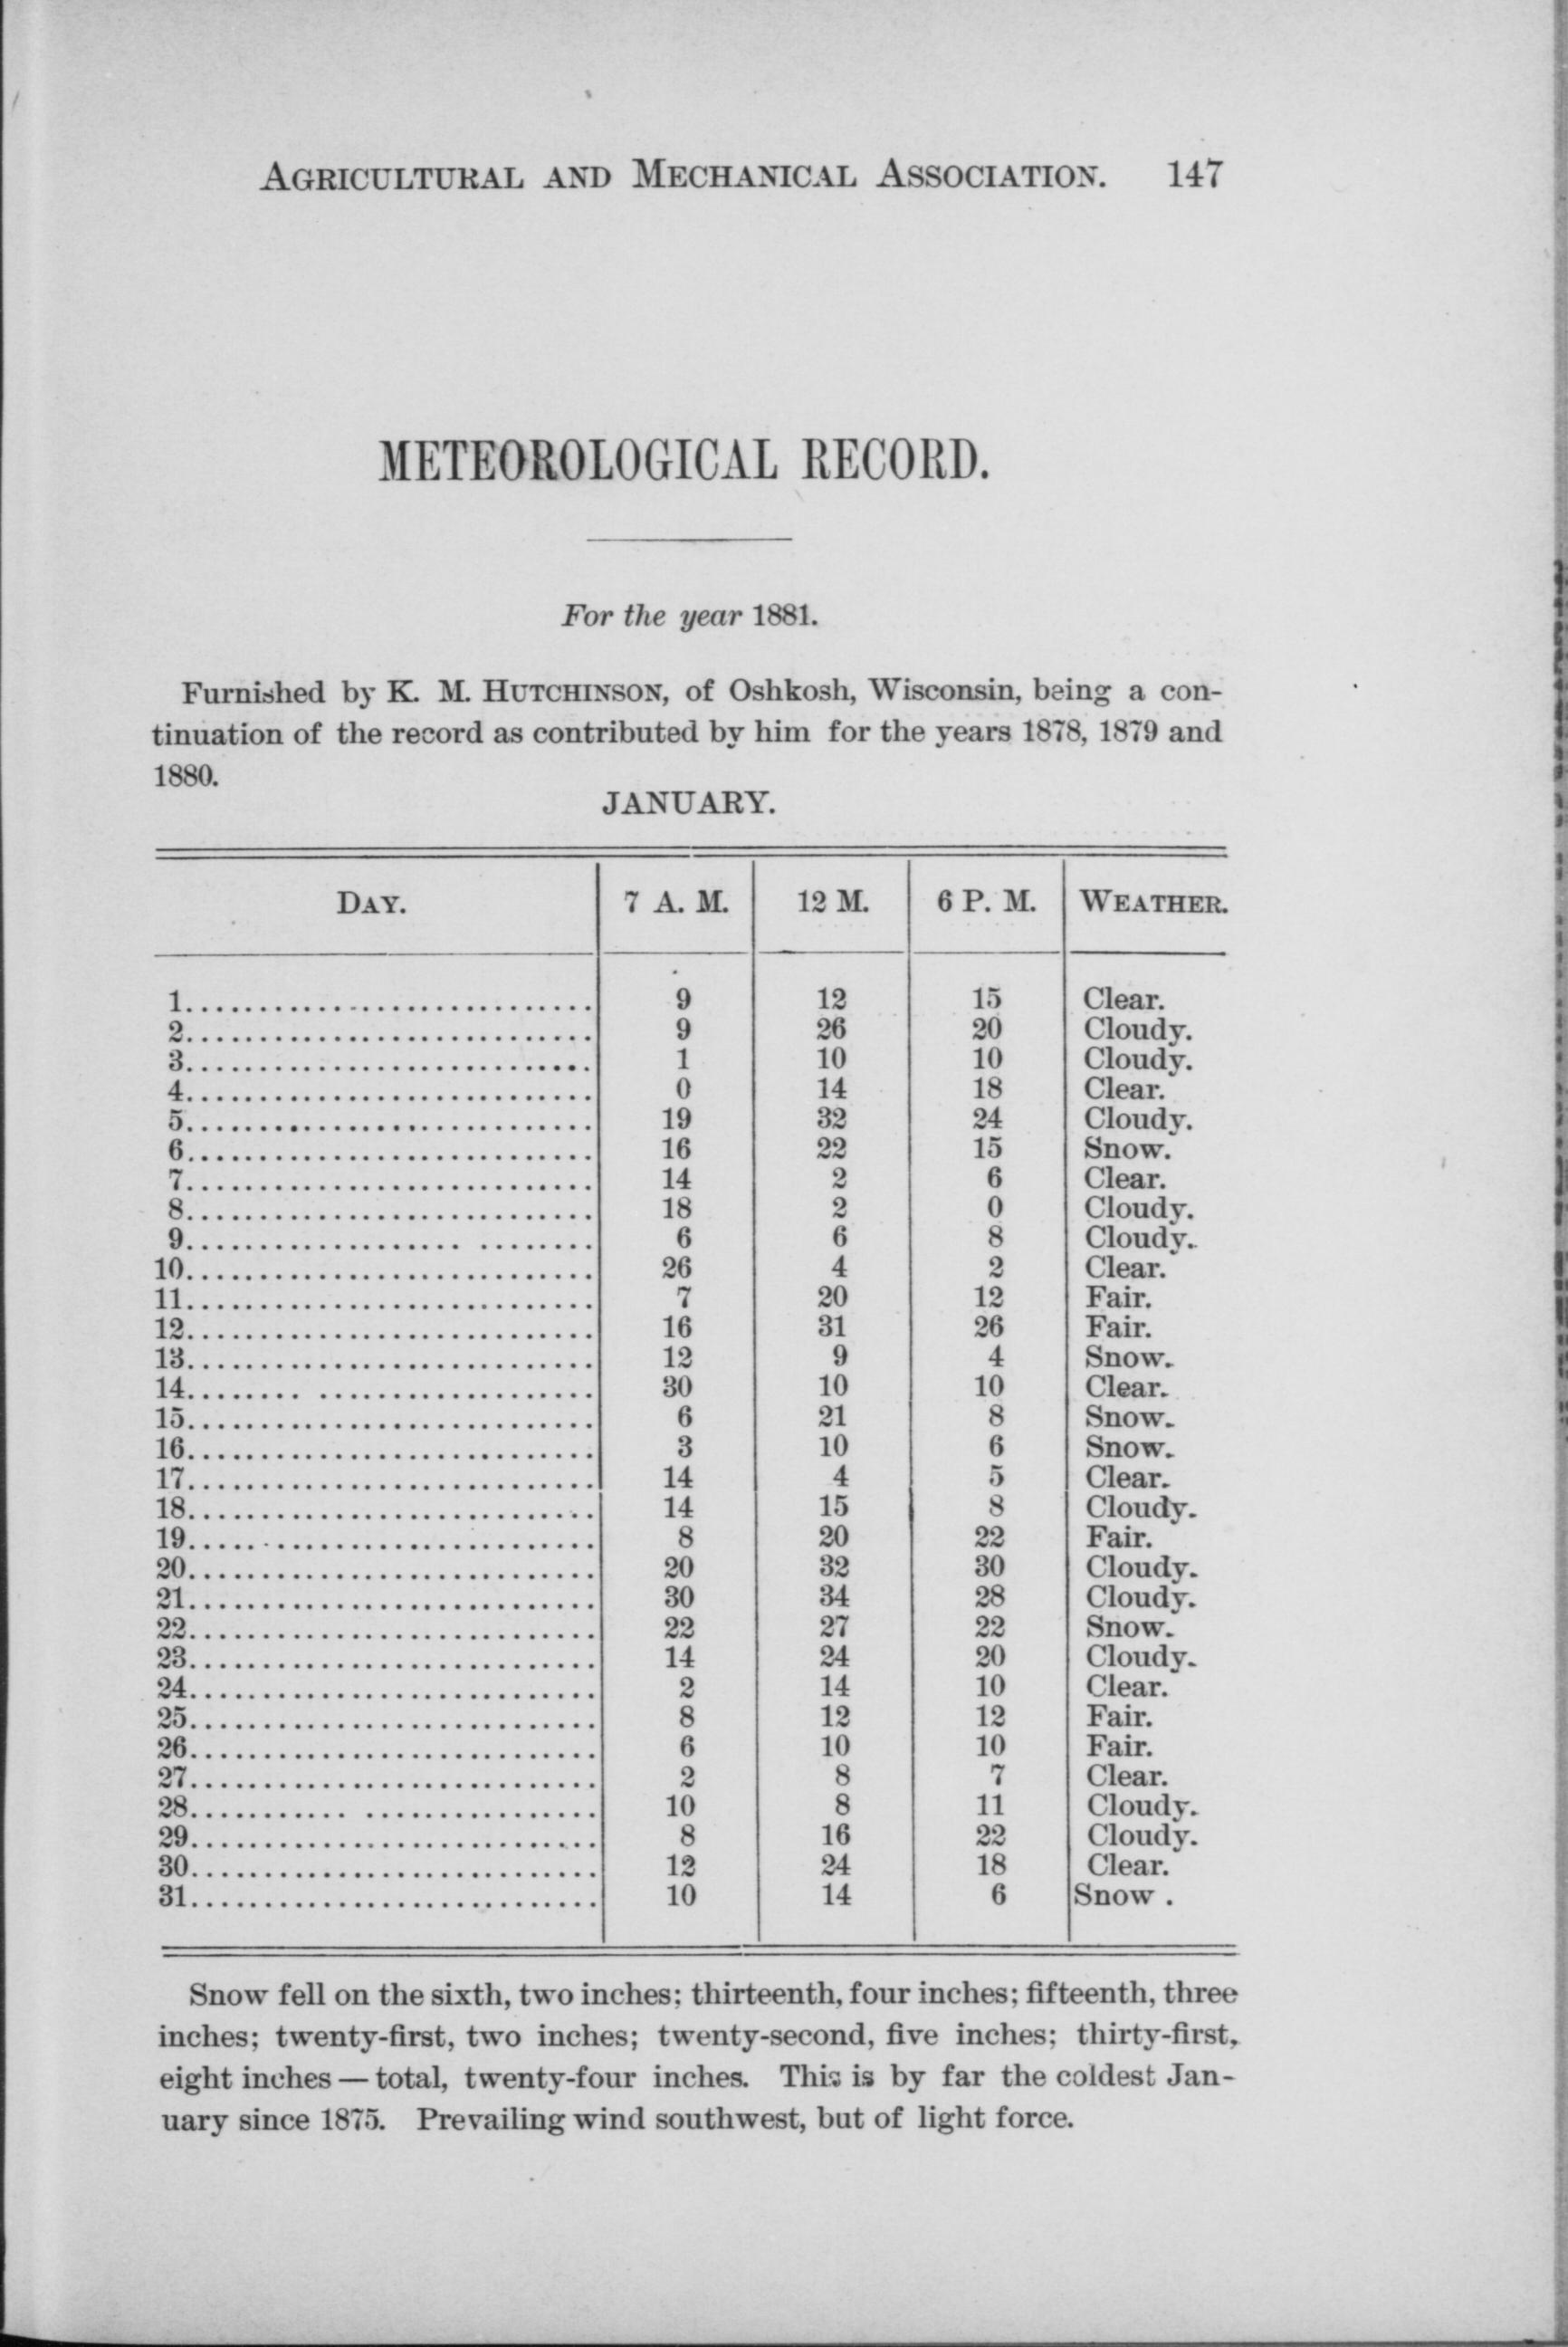 AGRICULTURAL AND MECHANICAL ASSOCIATION. 147
METEOROLOGICAL RECORD.
For the year 1881.
Furnished by K. M. HUTCHINSON, of Oshkosh, Wisconsin, being a con-
tinuation of the record as contributed by him for the years 1878, 1879 and
1880.
JANUARY.
DAY. 7 A. M. 12 M. 6 P. M. WEATHER.
1 9 12 15 Clear.
2 9 26 20 Cloudy.
3 1 10 10 Cloudy.
4 0 14 18 Clear.
5 19 32 24 Cloudy.
6 16 22 15 Snow.
7 14 2 6 Clear.
8 18 2 0 Cloudy.
9 6 6 8 Cloudy.
10 26 4 2 Clear.
11 7 20 12 Fair.
12 16 31 26 Fair.
13 12 9 4 Snow.
14 30 10 10 Clear.
15 6 21 8 Snow.
16 3 10 6 Snow.
17 14 4 5 Clear.
18 14 15 8 Cloudy.
19 8 20 22 Fair.
20 20 32 30 Cloudy.
21 30 34 28 Cloudy.
22 22 27 22 Snow.
23 14 24 20 Cloudy.
24 2 14 10 Clear.
25 8 12 12 Fair.
26 6 10 10 Fair.
27 2 8 7 Clear.
28 10 8 11 Cloudy.
29 8 16 22 Cloudy.
30 12 24 18 Clear.
31 10 14 6 Snow .
Snow fell on the sixth, two inches; thirteenth, four inches; fifteenth, three
inches; twenty-first, two inches; twenty-second, five inches; thirty-first,
eight inches — total, twenty-four inches. This is by far the coldest Jan-
uary since 1875. Prevailing wind southwest, but of light force.